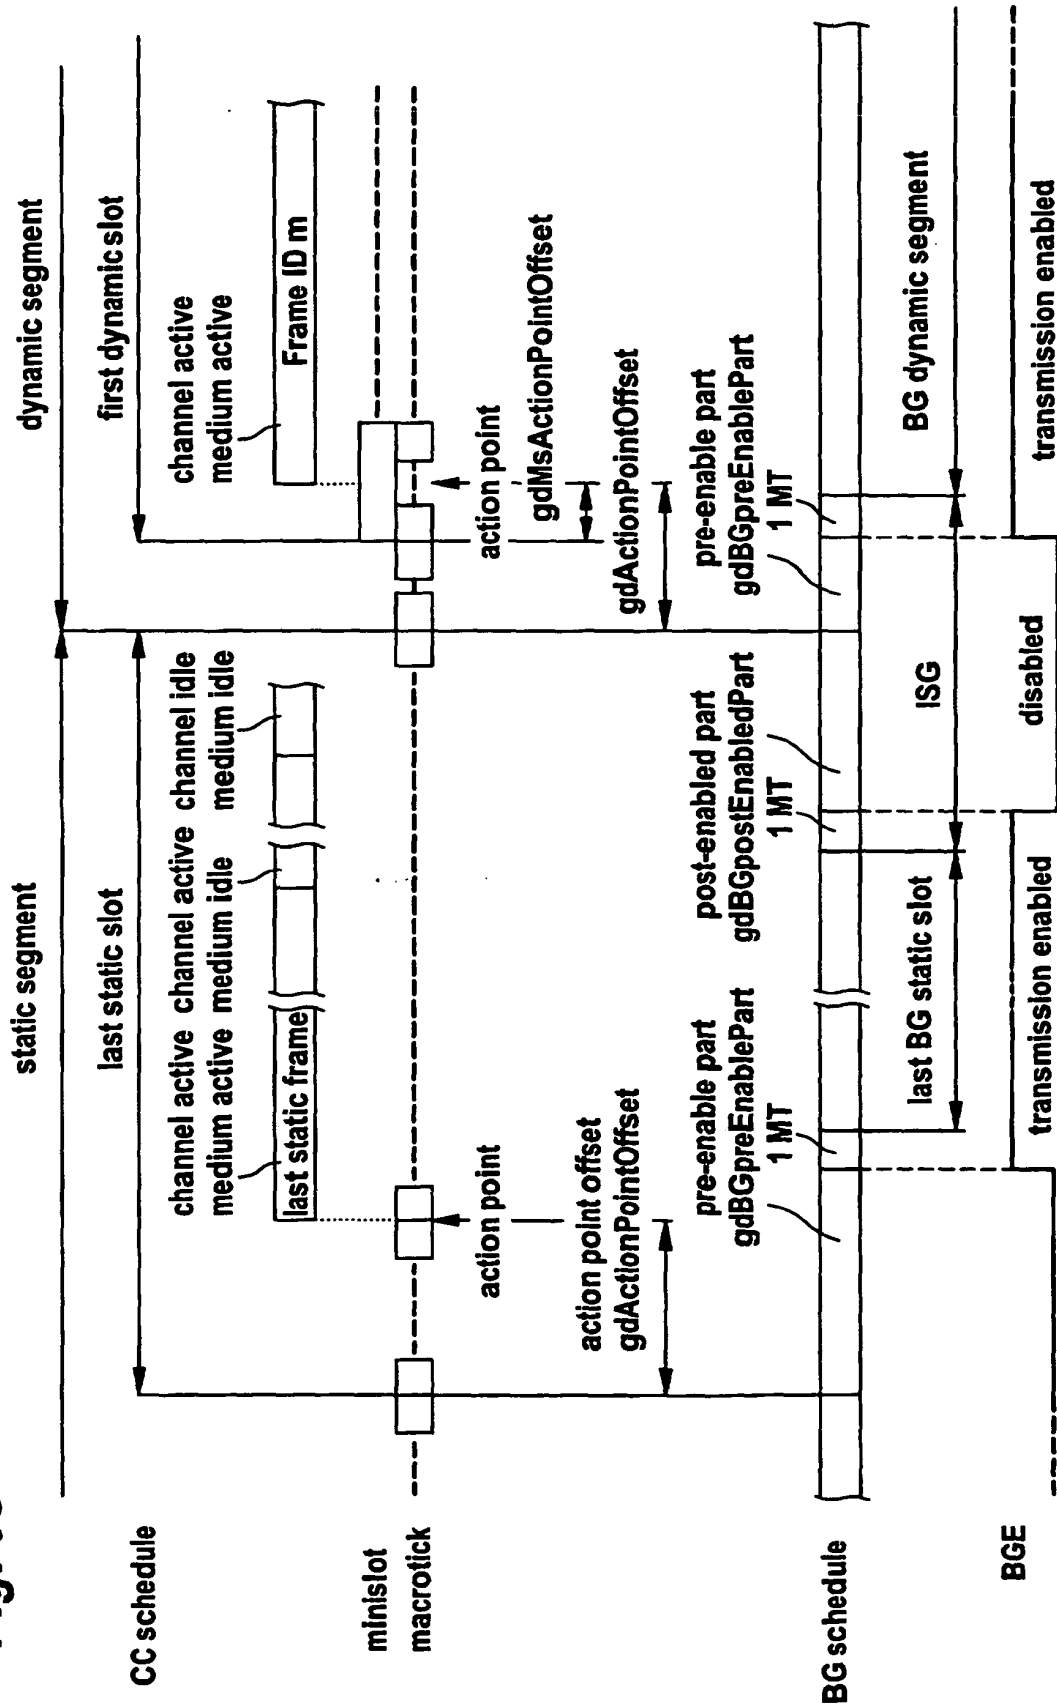 static segment
dynamic segment
CC schedule
last static slot
first dynamic slot
channel active
medium active
channel active
medium idle
channel active
medium idle
channel idle
medium idle
channel active
medium active
last static frame
Frame ID m
minislot
macrotick
action point
action point
action point offset
gdActionPointOffset
gdMsActionPointOffset
gdActionPointOffset
pre-enable part
gdBGpreEnablePart
1 MT
post-enabled part
gdBGpostEnabledPart
1 MT
pre-enable part
gdBGpreEnablePart
1 MT
BG schedule
last BG static slot
ISG
BG dynamic segment
BGE
transmission enabled
disabled
transmission enabled